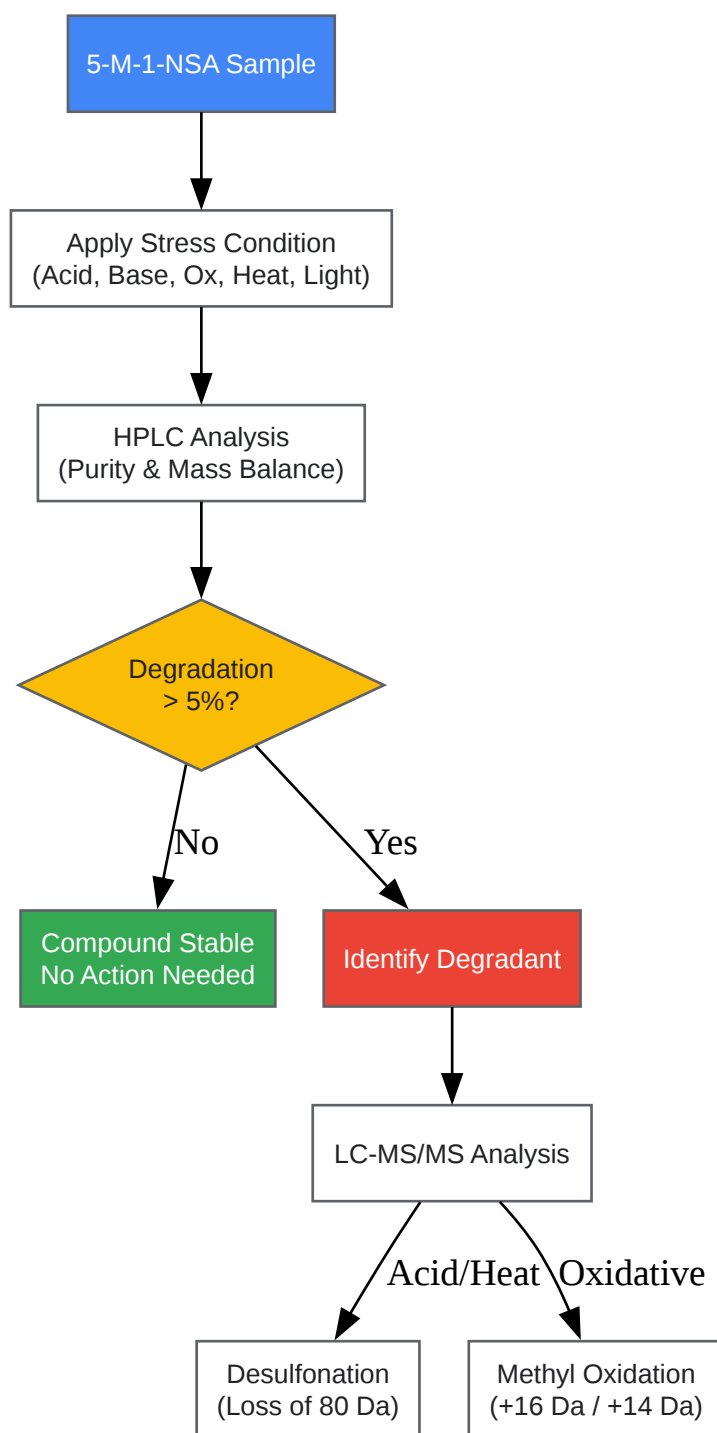 5-M-1-NSA Sample
Apply Stress Condition
(Acid, Base, Ox, Heat, Light)
HPLC Analysis
(Purity & Mass Balance)
Degradation
> 5%?
No
Yes
Compound Stable
No Action Needed
Identify Degradant
LC-MS/MS Analysis
Acid/Heat
Oxidative
Desulfonation
(Loss of 80 Da)
Methyl Oxidation
(+16 Da / +14 Da)